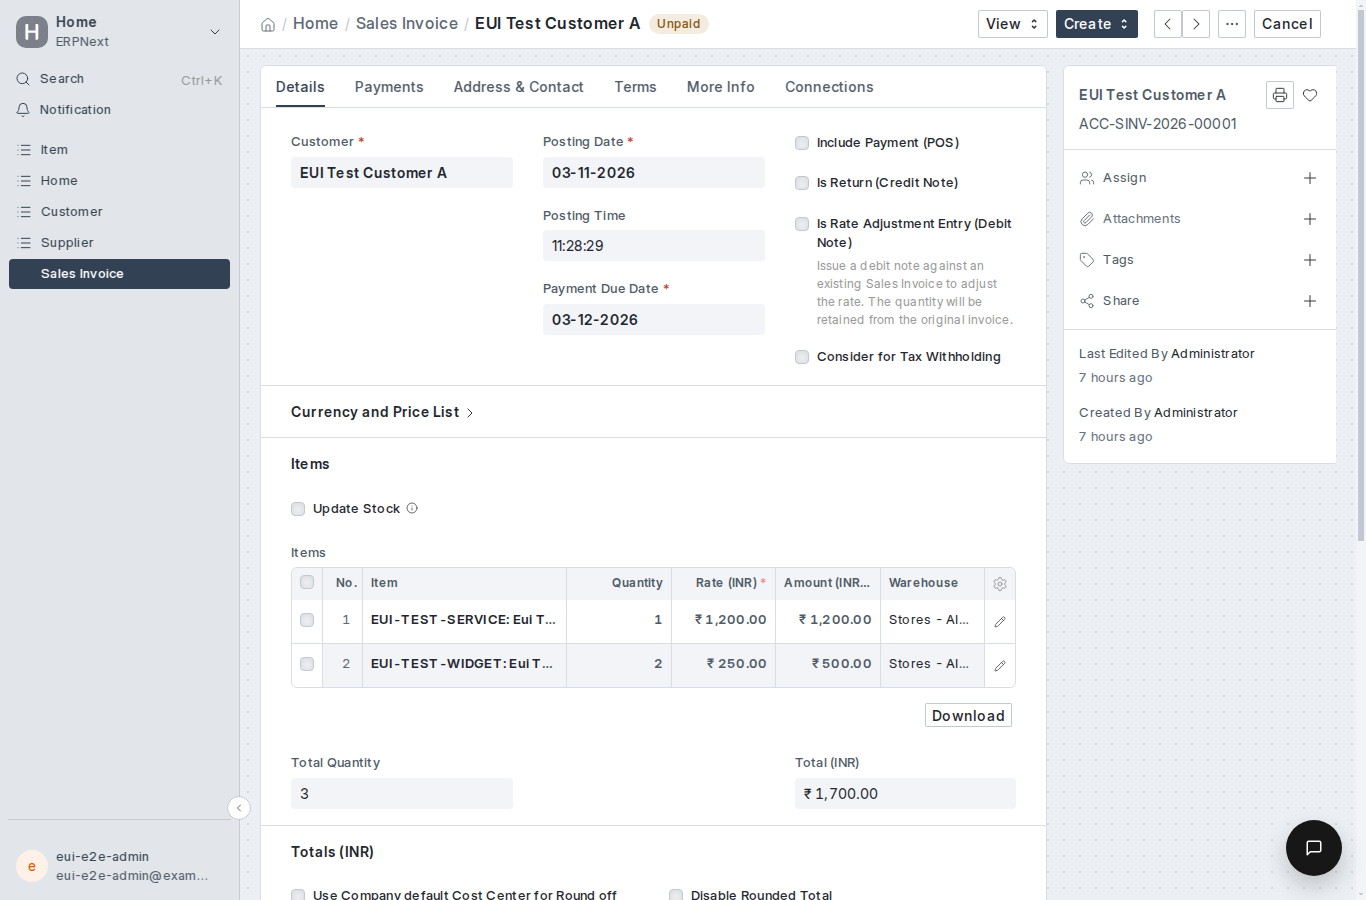 Home
ERPNext
Search
Ctrl+K
Notification
Item
Home
Customer
Supplier
Sales Invoice
eui-e2e-admin
e
eui-e2e-admin@exam...
/ Home / Sales Invoice / EUI Test Customer A Unpaid
View Create ... Cancel
Details Payments Address & Contact Terms More Info Connections
Customer *
EUI Test Customer A
Posting Date *
03-11-2026
Posting Time
11:28:29
Payment Due Date *
03-12-2026
Include Payment (POS)
Is Return (Credit Note)
Is Rate Adjustment Entry (Debit
Note)
Issue a debit note against an
existing Sales Invoice to adjust
the rate. The quantity will be
retained from the original invoice.
Consider for Tax Withholding
Currency and Price List
Items
Update Stock
Items
No. Item Quantity Rate (INR) * Amount (INR... Warehouse
1 EUI-TEST-SERVICE: Eui T... 1 ₹ 1,200.00 ₹ 1,200.00 Stores - Al...
2 EUI-TEST-WIDGET: Eui T... 2 ₹ 250.00 ₹ 500.00 Stores - Al...
Download
Total Quantity
3
Total (INR)
₹ 1,700.00
Totals (INR)
Use Company default Cost Center for Round off
Disable Rounded Total
EUI Test Customer A
ACC-SINV-2026-00001
Assign
Attachments
Tags
Share
Last Edited By Administrator
7 hours ago
Created By Administrator
7 hours ago
H